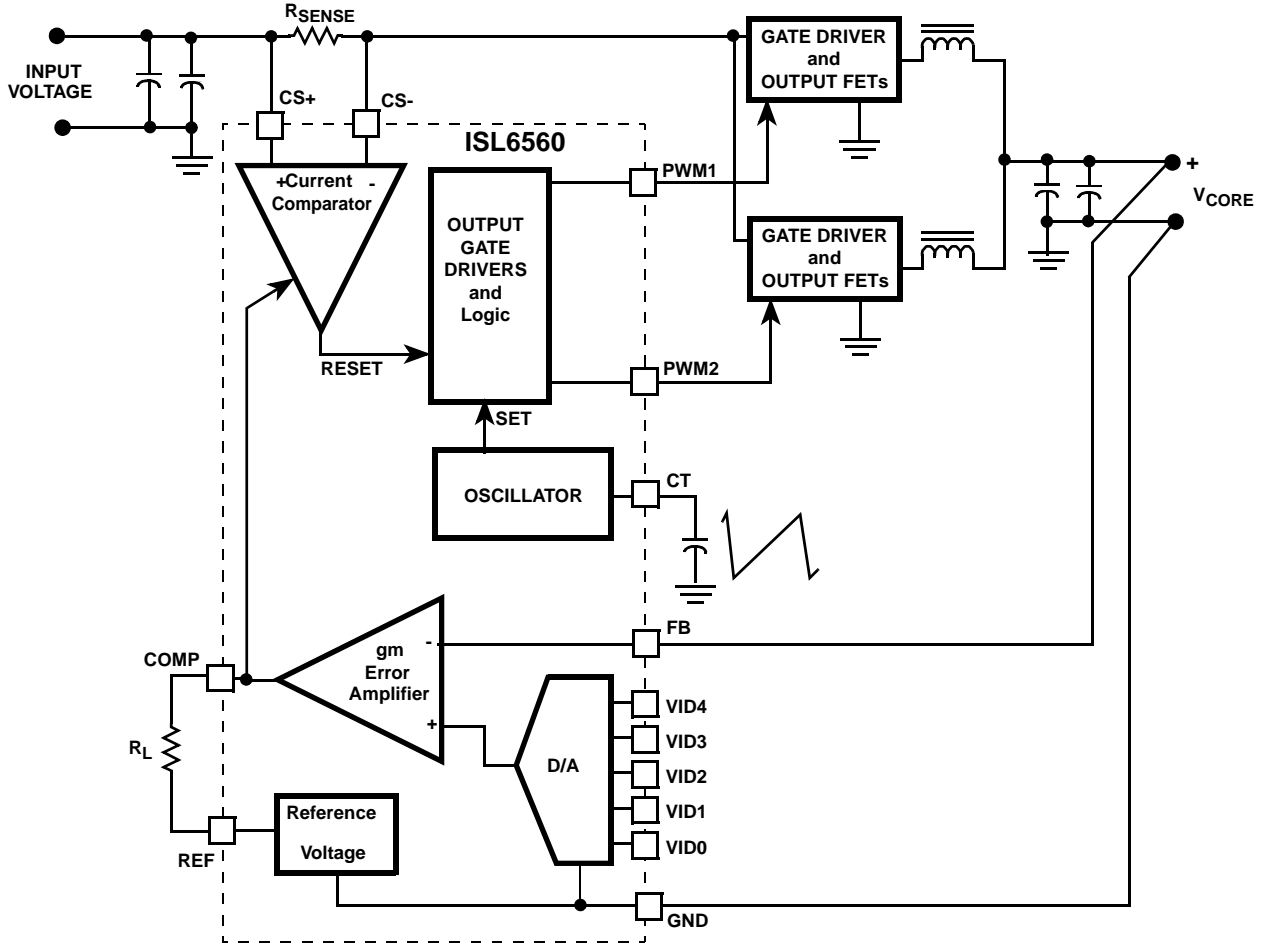 RSENSE
INPUT
VOLTAGE
CS+
CS-
ISL6560
+Current -
Comparator
OUTPUT
GATE
DRIVERS
and
Logic
RESET
SET
OSCILLATOR
PWM1
PWM2
GATE DRIVER
and
OUTPUT FETs
GATE DRIVER
and
OUTPUT FETs
+
VCORE
CT
FB
COMP
-
gm
Error
Amplifier
+
RL
D/A
VID4
VID3
VID2
VID1
VID0
Reference
Voltage
REF
GND